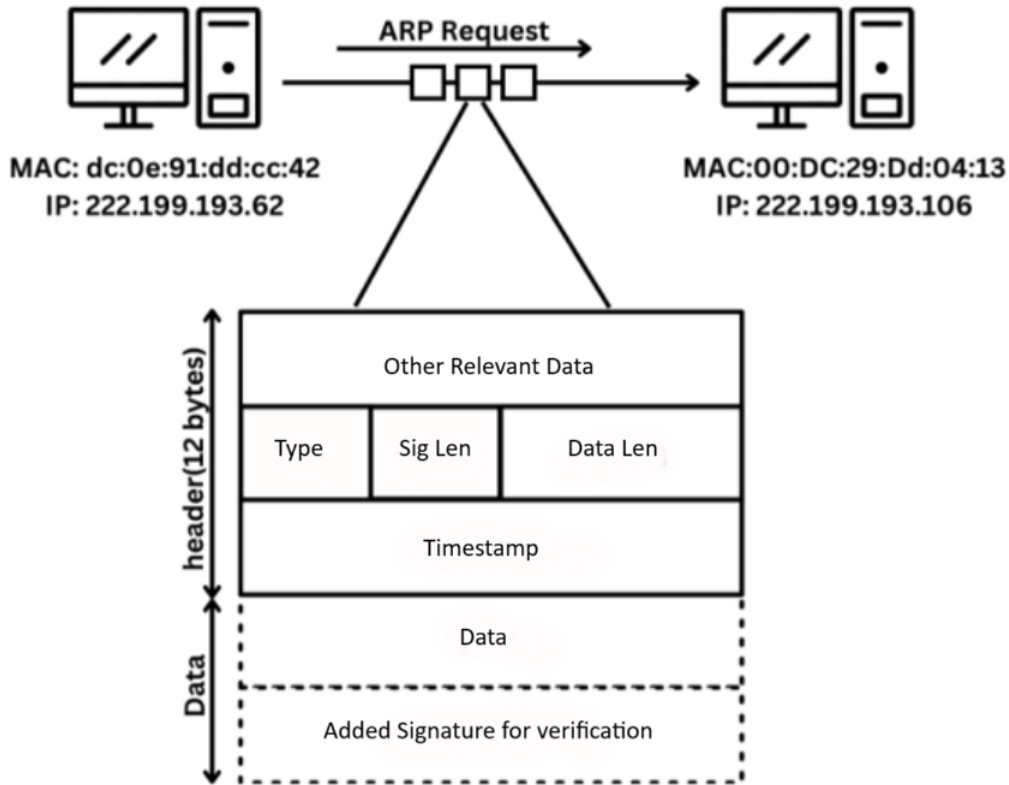 ARP Request
MAC: dc:0e:91:dd:cc:42
IP: 222.199.193.62
MAC:00:DC:29:Dd:04:13
IP: 222.199.193.106
header(12 bytes)
Other Relevant Data
Type
Sig Len
Data Len
Timestamp
Data
Data
Added Signature for verification